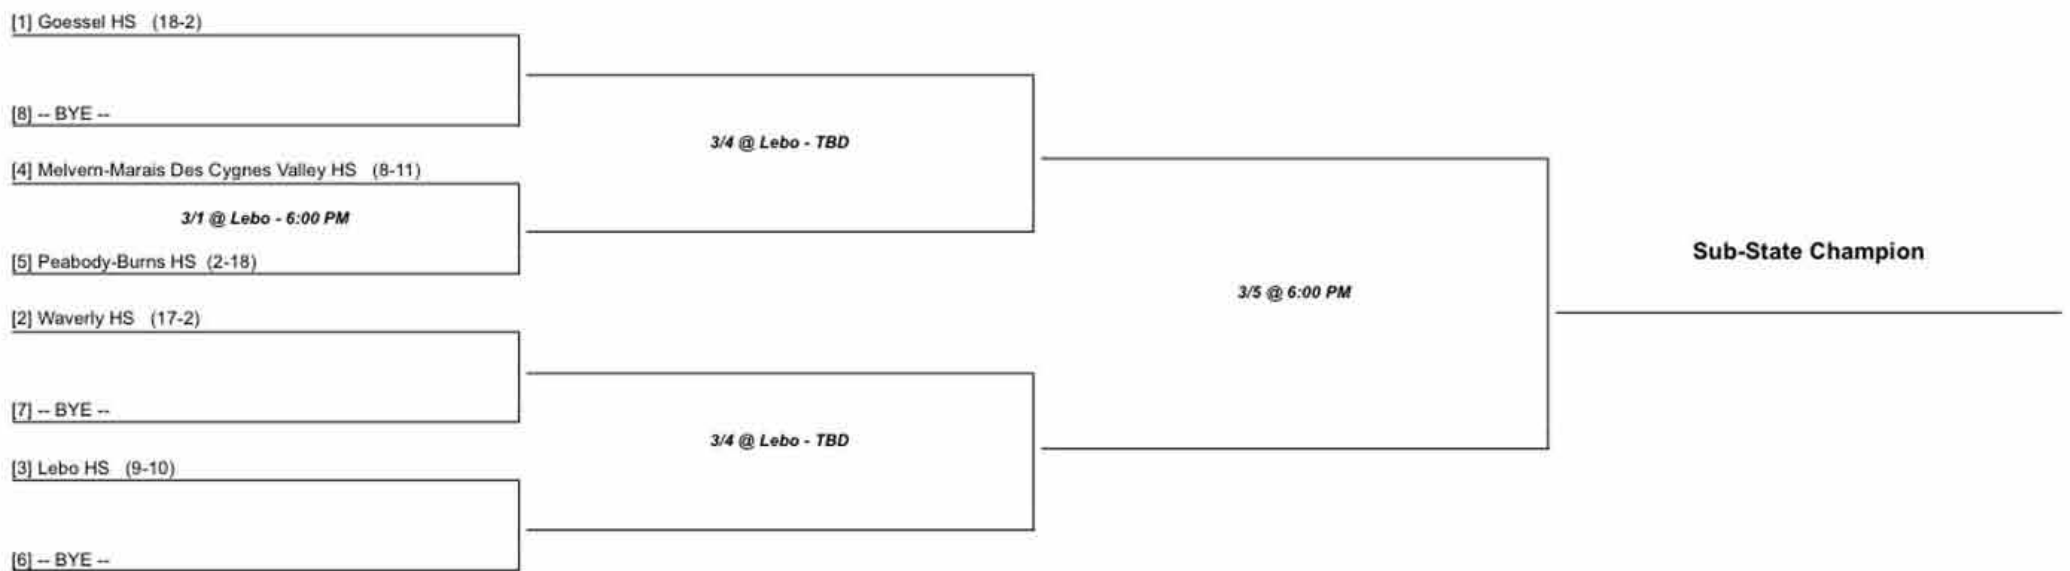 [1] Goessel HS (18-2)
[8] -- BYE --
[4] Melvern-Marais Des Cygnes Valley HS (8-11)
3/1 @ Lebo - 6:00 PM
[5] Peabody-Burns HS (2-18)
[2] Waverly HS (17-2)
[7] -- BYE --
[3] Lebo HS (9-10)
[6] -- BYE --
3/4 @ Lebo - TBD
3/4 @ Lebo - TBD
3/5 @ 6:00 PM
Sub-State Champion